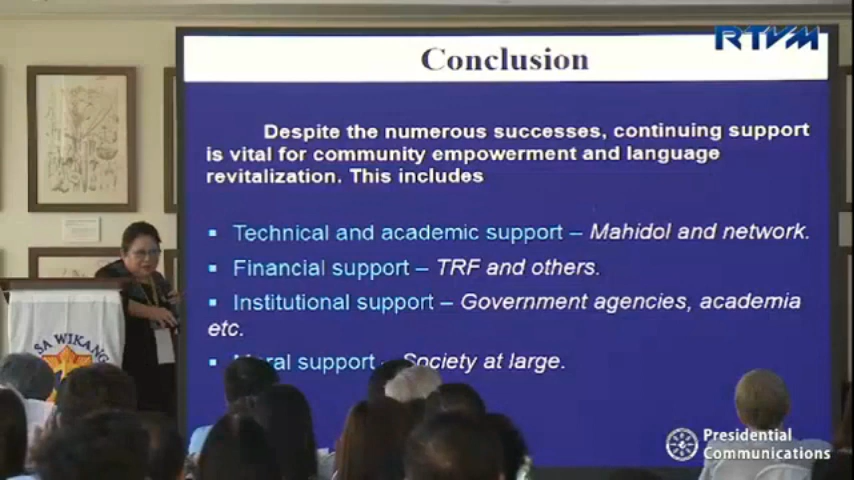 RTVM
Conclusion
Despite the numerous successes, continuing support
is vital for community empowerment and language
revitalization. This includes
▪ Technical and academic support – Mahidol and network.
▪ Financial support – TRF and others.
▪ Institutional support – Government agencies, academia
etc.
▪ support – Society at large.
SA WIKANG
Presidential
Communications